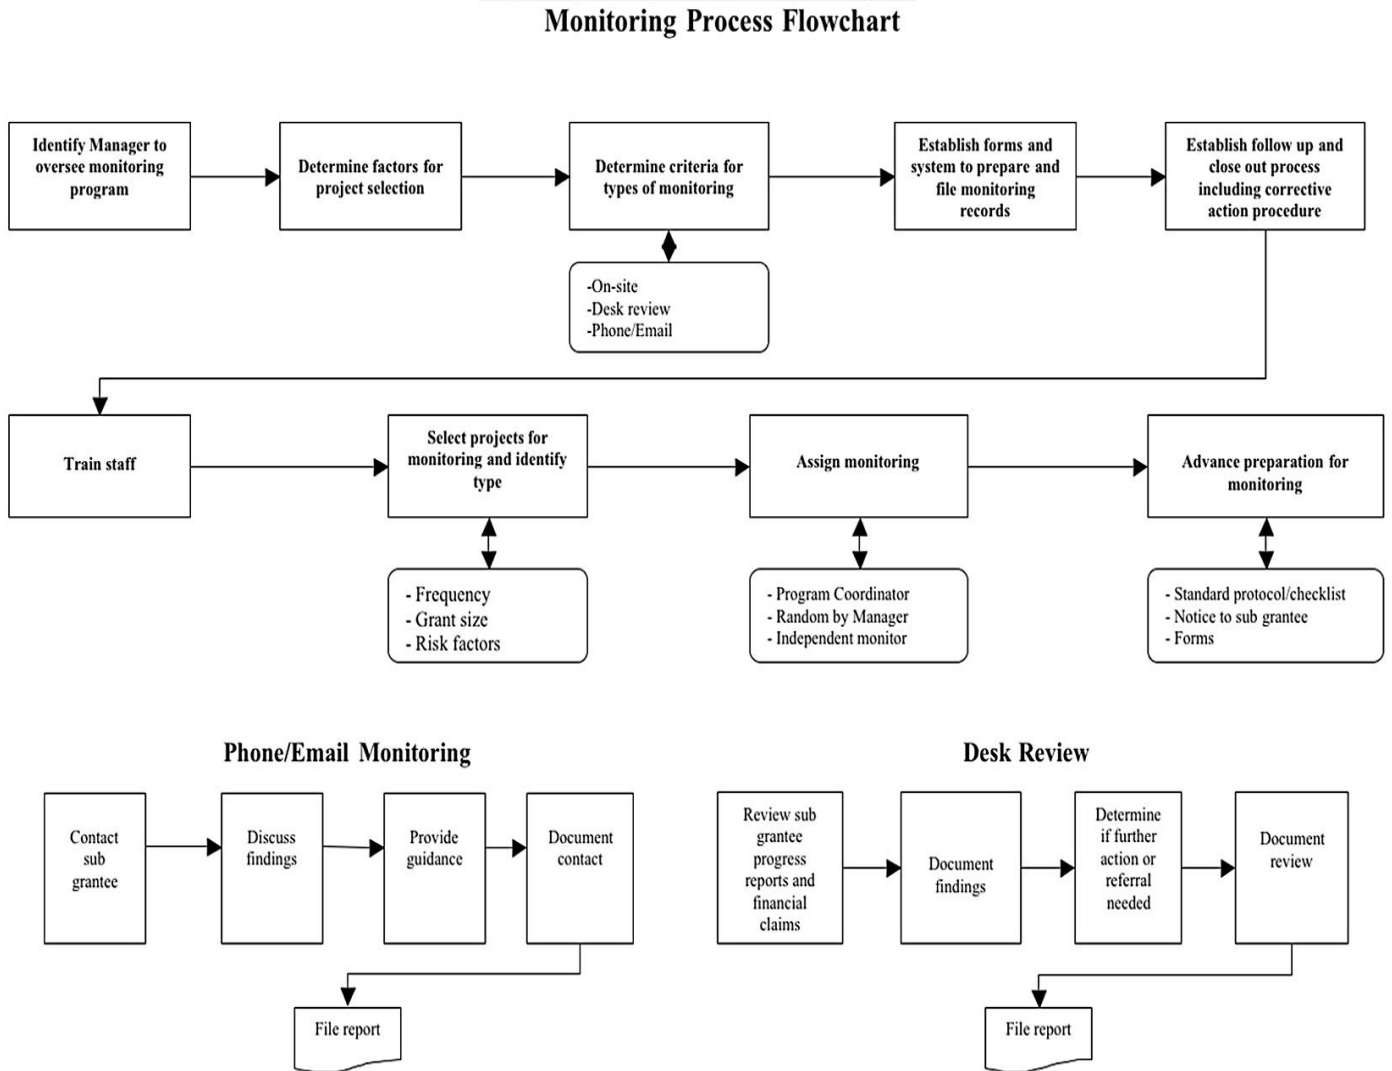 Monitoring Process Flowchart
Identify Manager to
oversee monitoring
program
Determine factors for
project selection
Determine criteria for
types of monitoring
Establish forms and
system to prepare and
file monitoring
records
Establish follow up and
close out process
including corrective
action procedure
-On-site
-Desk review
-Phone/Email
Train staff
Select projects for
monitoring and identify
type
Assign monitoring
Advance preparation for
monitoring
- Frequency
- Grant size
- Risk factors
- Program Coordinator
- Random by Manager
- Independent monitor
- Standard protocol/checklist
- Notice to sub grantee
- Forms
Phone/Email Monitoring
Contact
sub
grantee
Discuss
findings
Provide
guidance
Document
contact
File report
Desk Review
Review sub
grantee
progress
reports and
financial
claims
Document
findings
Determine
if further
action or
referral
needed
Document
review
File report